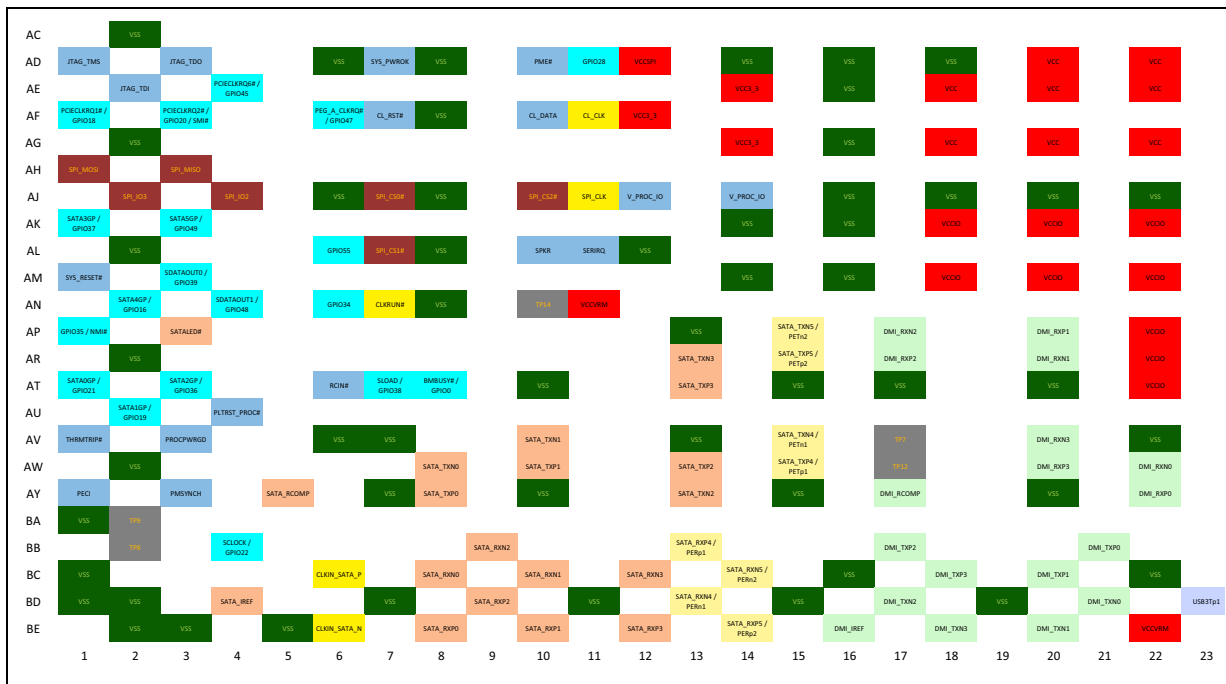 AC VSS
AD JTAG_TMS JTAG_TDO VSS SYS_PWROK VSS PME# GPIO28 VCCSPI VSS VSS VSS VCC VCC
AE JTAG_TDI PCIECLKRQ6# / GPIO45 VCC3_3 VSS VCC VCC VCC
AF PCIECLKRQ1# / GPIO18 PCIECLKRQ2# / GPIO20 / SMI# PEG_A_CLKRQ# / GPIO47 CL_RST# VSS CL_DATA CL_CLK VCC3_3
AG VSS VCC3_3 VSS VCC VCC VCC
AH SPI_MOSI SPI_MISO
AJ SPI_IO3 SPI_IO2 VSS SPI_CS0# VSS SPI_CS2# SPI_CLK V_PROC_IO V_PROC_IO VSS VSS VSS VSS
AK SATA3GP / GPIO37 SATA5GP / GPIO49 VSS VSS VCCIO VCCIO VCCIO
AL VSS GPIO55 SPI_CS1# VSS SPKR SERIRQ VSS
AM SYS_RESET# SDATAOUT0 / GPIO39 VSS VSS VCCIO VCCIO VCCIO
AN SATA4GP / GPIO16 SDATAOUT1 / GPIO48 GPIO34 CLKRUN# VSS TP14 VCCVRM
AP GPIO35 / NMI# SATALED# VSS SATA_TXN5 / PETn2 DMI_RXN2 DMI_RXP1 VCCIO
AR VSS SATA_TXN3 SATA_TXP5 / PETp2 DMI_RXP2 DMI_RXN1 VCCIO
AT SATA0GP / GPIO21 SATA2GP / GPIO36 RCIN# SLOAD / GPIO38 BMBUSY# / GPIO0 VSS SATA_TXP3 VSS VSS VSS VCCIO
AU SATA1GP / GPIO19 PLTRST_PROC#
AV THRMTRIP# PROCPWRGD VSS VSS SATA_TXN1 VSS SATA_TXN4 / PETn1 TP7 DMI_RXN3 VSS
AW VSS SATA_TXN0 SATA_TXP1 SATA_TXP2 SATA_TXP4 / PETp1 TP12 DMI_RXP3 DMI_RXN0
AY PECI PMSYNCH SATA_RCOMP VSS SATA_TXP0 VSS SATA_TXN2 VSS DMI_RCOMP VSS DMI_RXP0
BA VSS TP9
BB TP8 SCLOCK / GPIO22 SATA_RXN2 SATA_RXP4 / PERp1 DMI_TXP2 DMI_TXP0
BC VSS CLKIN_SATA_P SATA_RXN0 SATA_RXN1 SATA_RXN3 SATA_RXN5 / PERn2 VSS DMI_TXP3 DMI_TXP1 VSS
BD VSS VSS SATA_IREF VSS SATA_RXP2 VSS SATA_RXN4 / PERn1 VSS DMI_TXN2 VSS DMI_TXN0 USB3Tp1
BE VSS VSS VSS CLKIN_SATA_N SATA_RXP0 SATA_RXP1 SATA_RXP3 SATA_RXP5 / PERp2 DMI_IREF DMI_TXN3 DMI_TXN1 VCCVRM
1 2 3 4 5 6 7 8 9 10 11 12 13 14 15 16 17 18 19 20 21 22 23